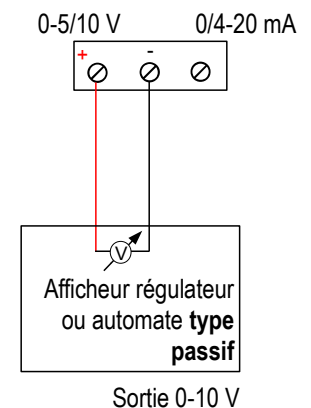 0-5/10 V 0/4-20 mA
+ -
V
Afficheur régulateur
ou automate type
passif
Sortie 0-10 V